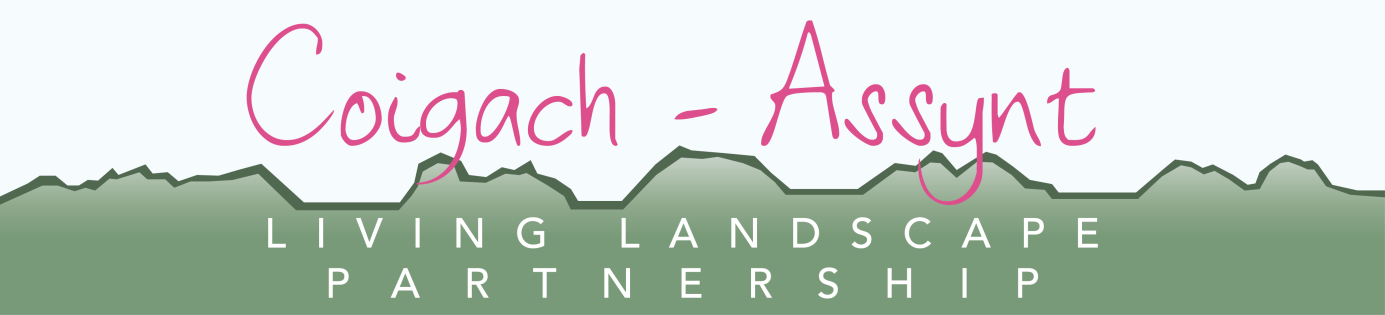 Coigach - Assynt
LIVING LANDSCAPE
PARTNERSHIP